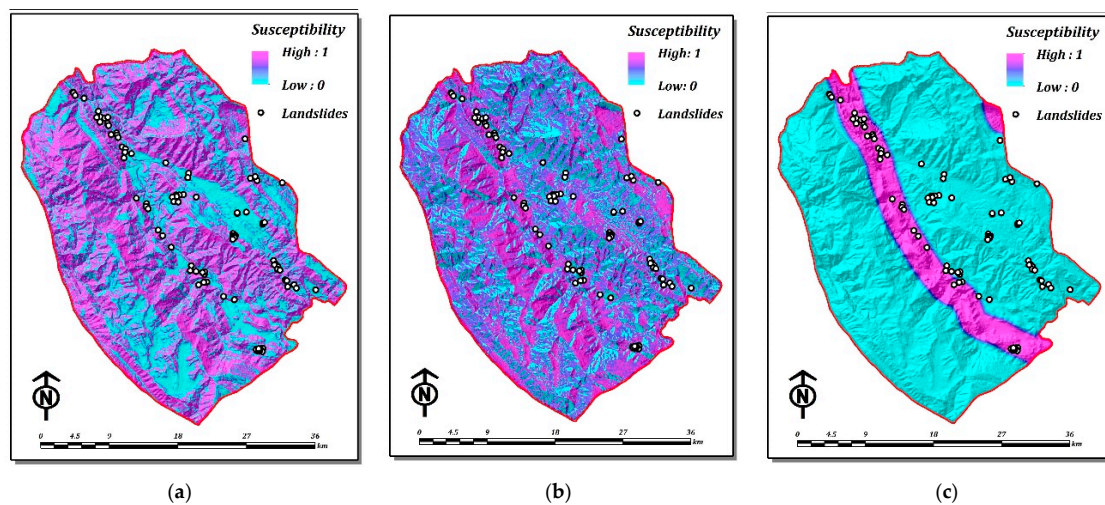 Susceptibility
High : 1
Low : 0
Landslides
N
0 4.5 9 18 27 36
km
(a)
Susceptibility
High : 1
Low: 0
Landslides
N
0 4.5 9 18 27 36
km
(b)
Susceptibility
High : 1
Low : 0
Landslides
N
0 4.5 9 18 27 36
km
(c)